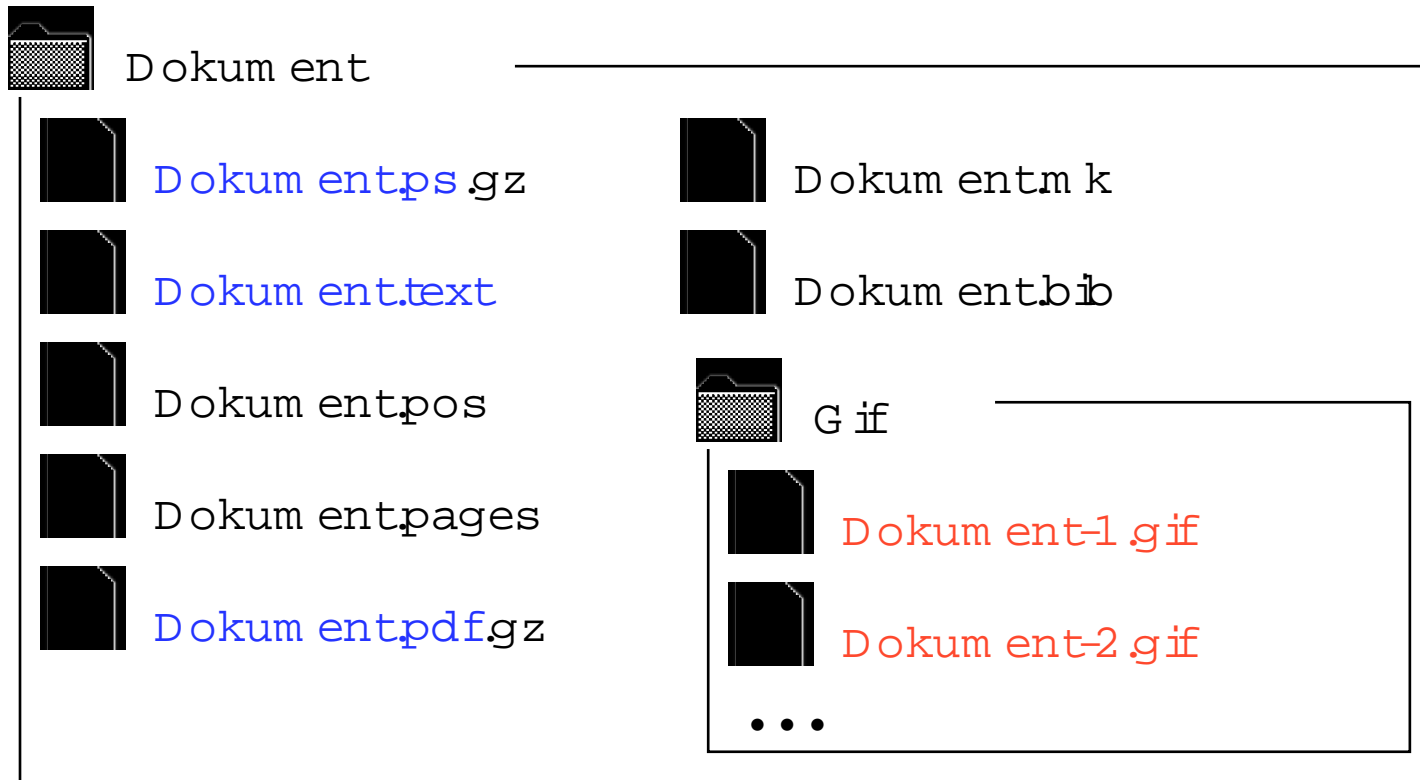 Dokument
Dokument.ps.gz
Dokument.text
Dokument.pos
Dokument.pages
Dokument.pdf.gz
Dokument.mk
Dokument.bib
Gif
Dokument-1.gif
Dokument-2.gif
...